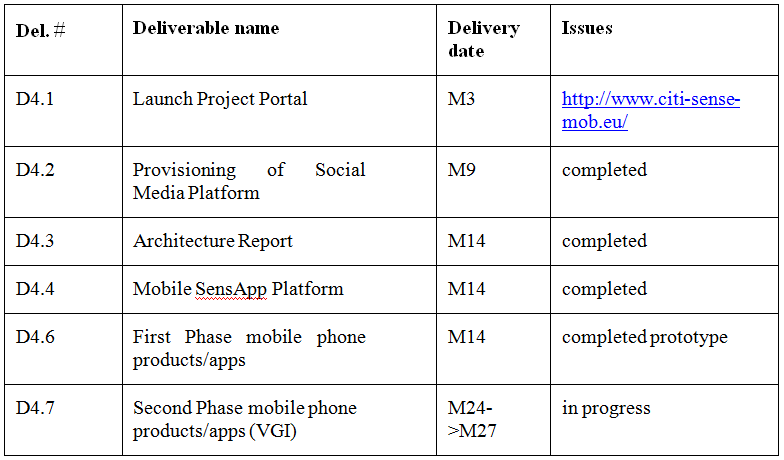 Del. # Deliverable name Delivery date Issues
D4.1 Launch Project Portal M3 http://www.citi-sense-
mob.eu/
D4.2 Provisioning of Social M9 completed
Media Platform
D4.3 Architecture Report M14 completed
D4.4 Mobile SensApp Platform M14 completed
D4.6 First Phase mobile phone M14 completed prototype
products/apps
D4.7 Second Phase mobile phone M24- in progress
products/apps (VGI) >M27